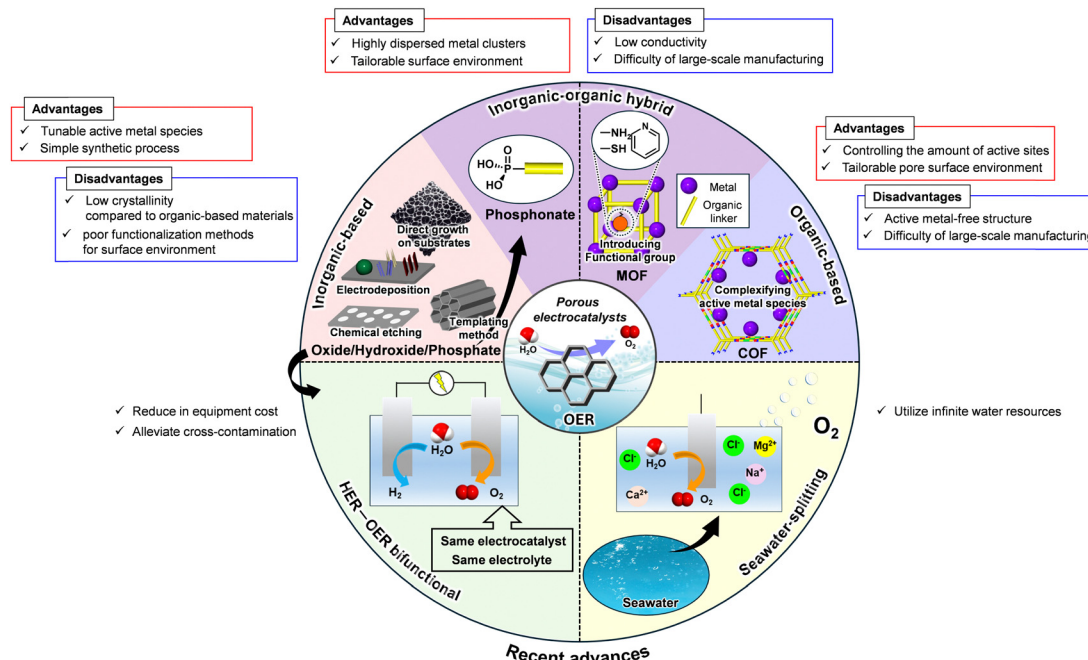 Advantages
Highly dispersed metal clusters
Tailorable surface environment
Disadvantages
Low conductivity
Difficulty of large-scale manufacturing
Advantages
Tunable active metal species
Simple synthetic process
Disadvantages
Low crystallinity
compared to organic-based materials
poor functionalization methods
for surface environment
Advantages
Controlling the amount of active sites
Tailorable pore surface environment
Disadvantages
Active metal-free structure
Difficulty of large-scale manufacturing
Inorganic-organic hybrid
Inorganic-based
Organic-based
Direct growth
on substrates
Electrodeposition
Chemical etching
Templating
method
Oxide/Hydroxide/Phosphate
O
HO
P
HO
Phosphonate
NH2
SH
N
Metal
Organic
linker
Introducing
Functional group
MOF
Complexifying
active metal species
COF
Porous
electrocatalysts
H2O
O2
OER
Reduce in equipment cost
Alleviate cross-contamination
H2O
H2
O2
Same electrocatalyst
Same electrolyte
HER–OER bifunctional
Utilize infinite water resources
O2
Cl-
H2O
Ca2+
O2
Cl-
Mg2+
Na+
Cl-
Seawater
Seawater-splitting
Recent advances